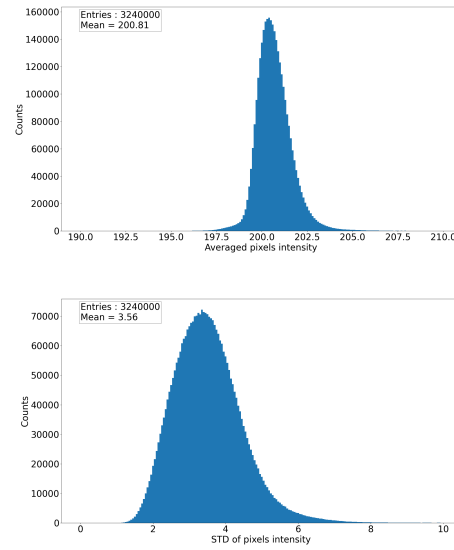 160000
Entries : 3240000
Mean = 200.81
140000
120000
100000
80000
60000
40000
20000
0
Counts
190.0 192.5 195.0 197.5 200.0 202.5 205.0 207.5 210.0
Averaged pixels intensity
Entries : 3240000
Mean = 3.56
70000
60000
50000
40000
30000
20000
10000
0
Counts
0 2 4 6 8 10
STD of pixels intensity